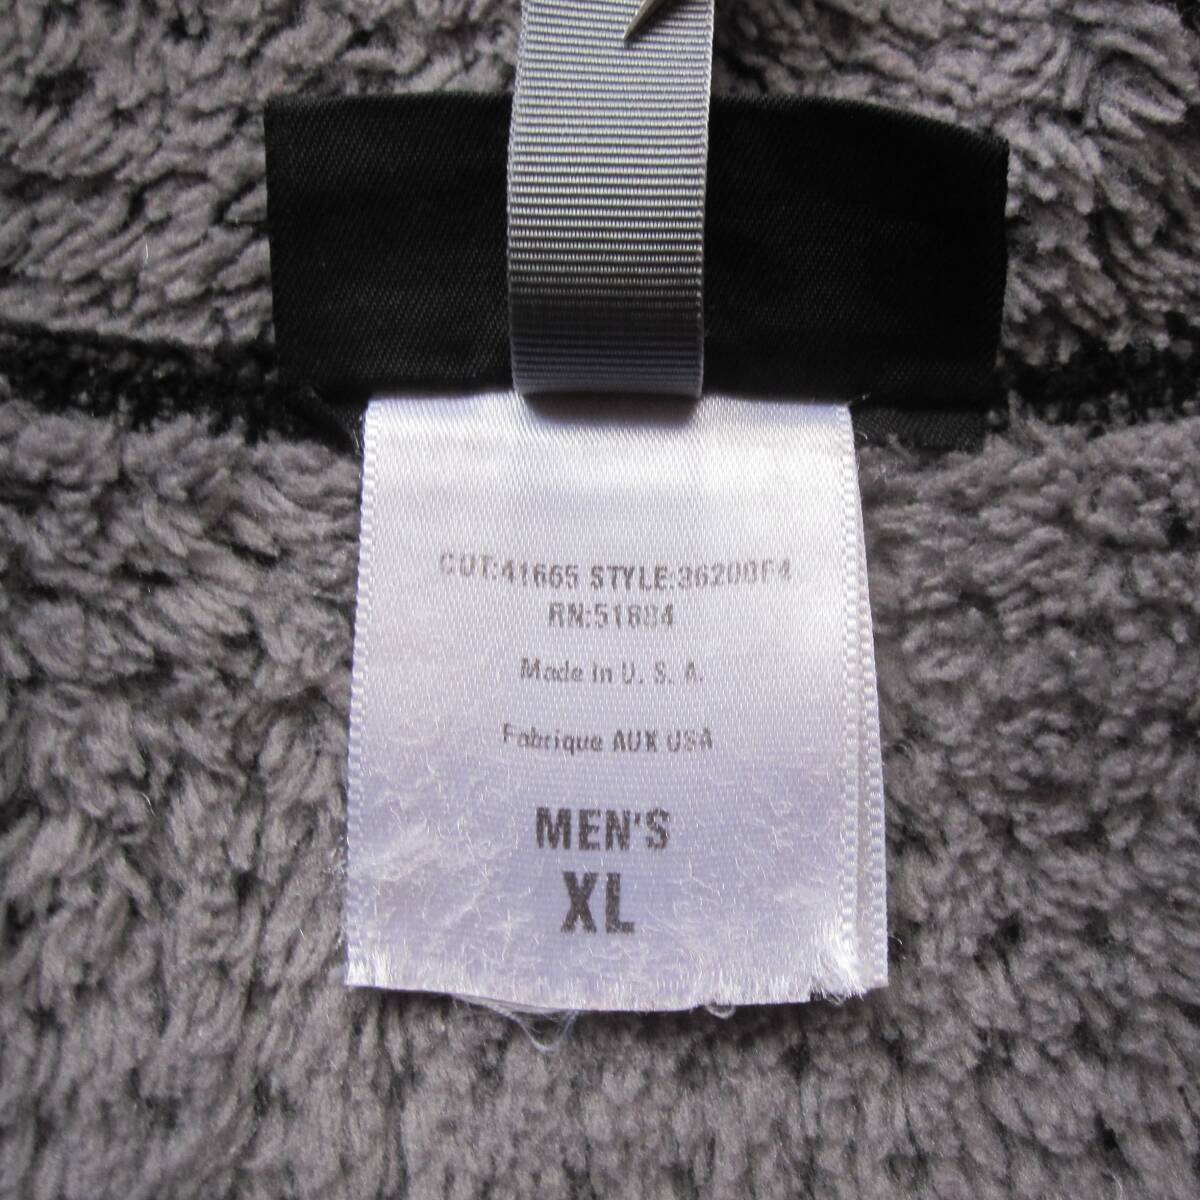 CUT:41665 STYLE:36200F4
RN:51884
Made in U. S. A.
Fabrique AUX USA
MEN'S
XL